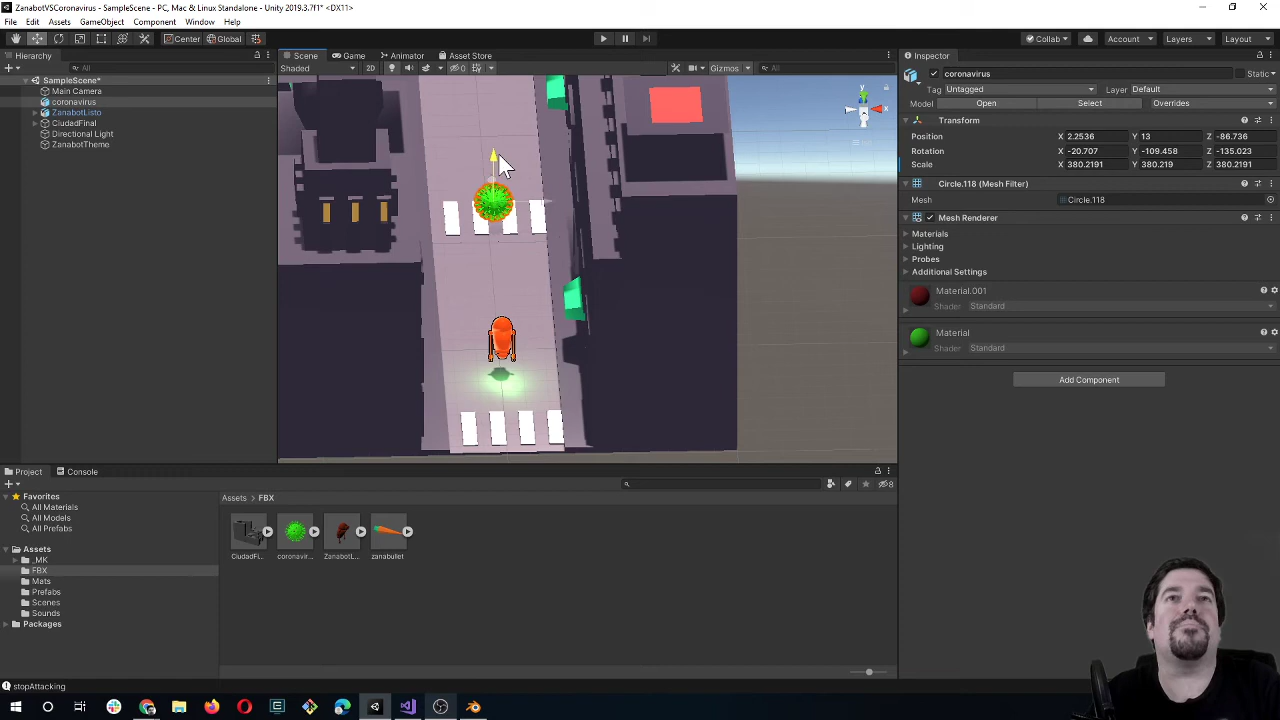 ZanabotVSCoronavirus - SampleScene - PC, Mac & Linux Standalone - Unity 2019.3.7f1* <DX11>
File Edit Assets GameObject Component Window Help
Center Global Collab Account Layers Layout
Hierarchy Scene Game Animator Asset Store Inspector
All Shaded 2D 0 Gizmos All coronavirus Static
SampleScene*
Main Camera
coronavirus
ZanabotListo
CiudadFinal
Directional Light
ZanabotTheme
y
x
Tag Untagged Layer Default
Model Open Select Overrides
Transform
Position X 2.2536 Y 13 Z -86.736
Rotation X -20.707 Y -109.458 Z -135.023
Scale X 380.2191 Y 380.219 Z 380.2191
Circle.118 (Mesh Filter)
Mesh Circle.118
Mesh Renderer
Materials
Lighting
Probes
Additional Settings
Material.001
Shader Standard
Material
Shader Standard
Add Component
Project Console
8
Favorites
All Materials
All Models
All Prefabs
Assets
_MK
FBX
Mats
Prefabs
Scenes
Sounds
Packages
Assets > FBX
CiudadFi... coronavir... ZanabotL... zanabullet
stopAttacking